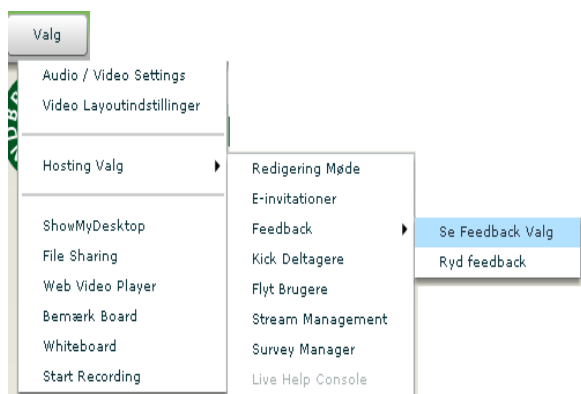 Valg
Audio / Video Settings
Video Layoutindstillinger
Hosting Valg
ShowMyDesktop
File Sharing
Web Video Player
Bemærk Board
Whiteboard
Start Recording
Redigering Møde
E-invitationer
Feedback
Kick Deltagere
Flyt Brugere
Stream Management
Survey Manager
Live Help Console
Se Feedback Valg
Ryd feedback